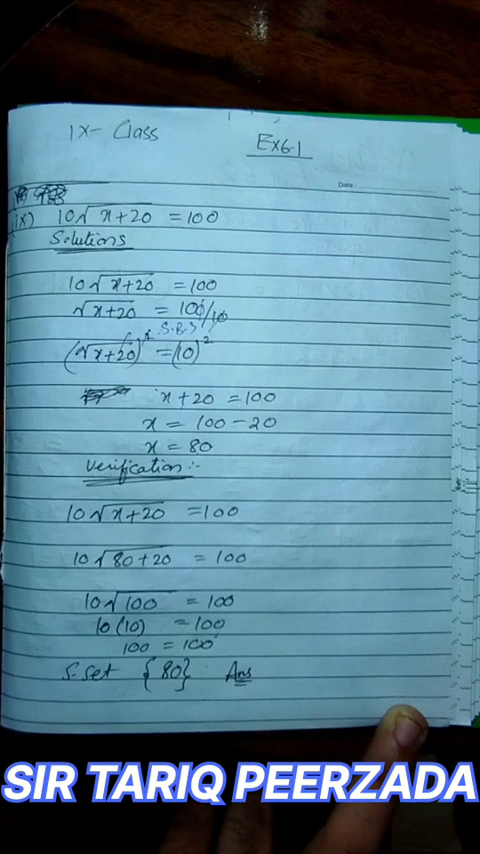 IX- Class
Ex6.1
Date:
ix) 10√x+20 = 100
Solutions
10√x+20 = 100
√x+20 = 100/10
S.B.S
(√x+20)² = (10)²
x+20 = 100
x = 100-20
x = 80
Verification:-
10√x+20 = 100
10√80+20 = 100
10√100 = 100
10(10) = 100
100 = 100
S.set {80} Ans
SIR TARIQ PEERZADA